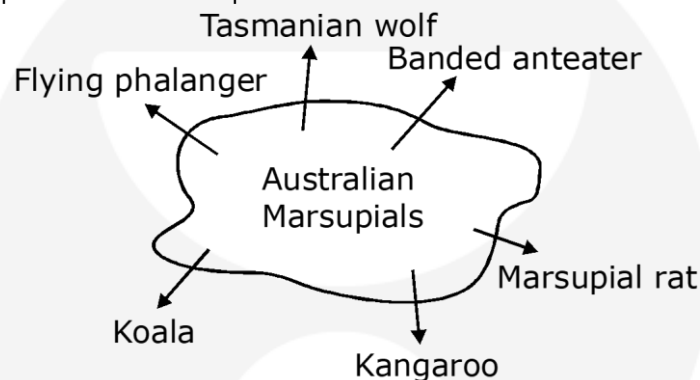 Tasmanian wolf
Banded anteater
Flying phalanger
Australian
Marsupials
Marsupial rat
Koala
Kangaroo